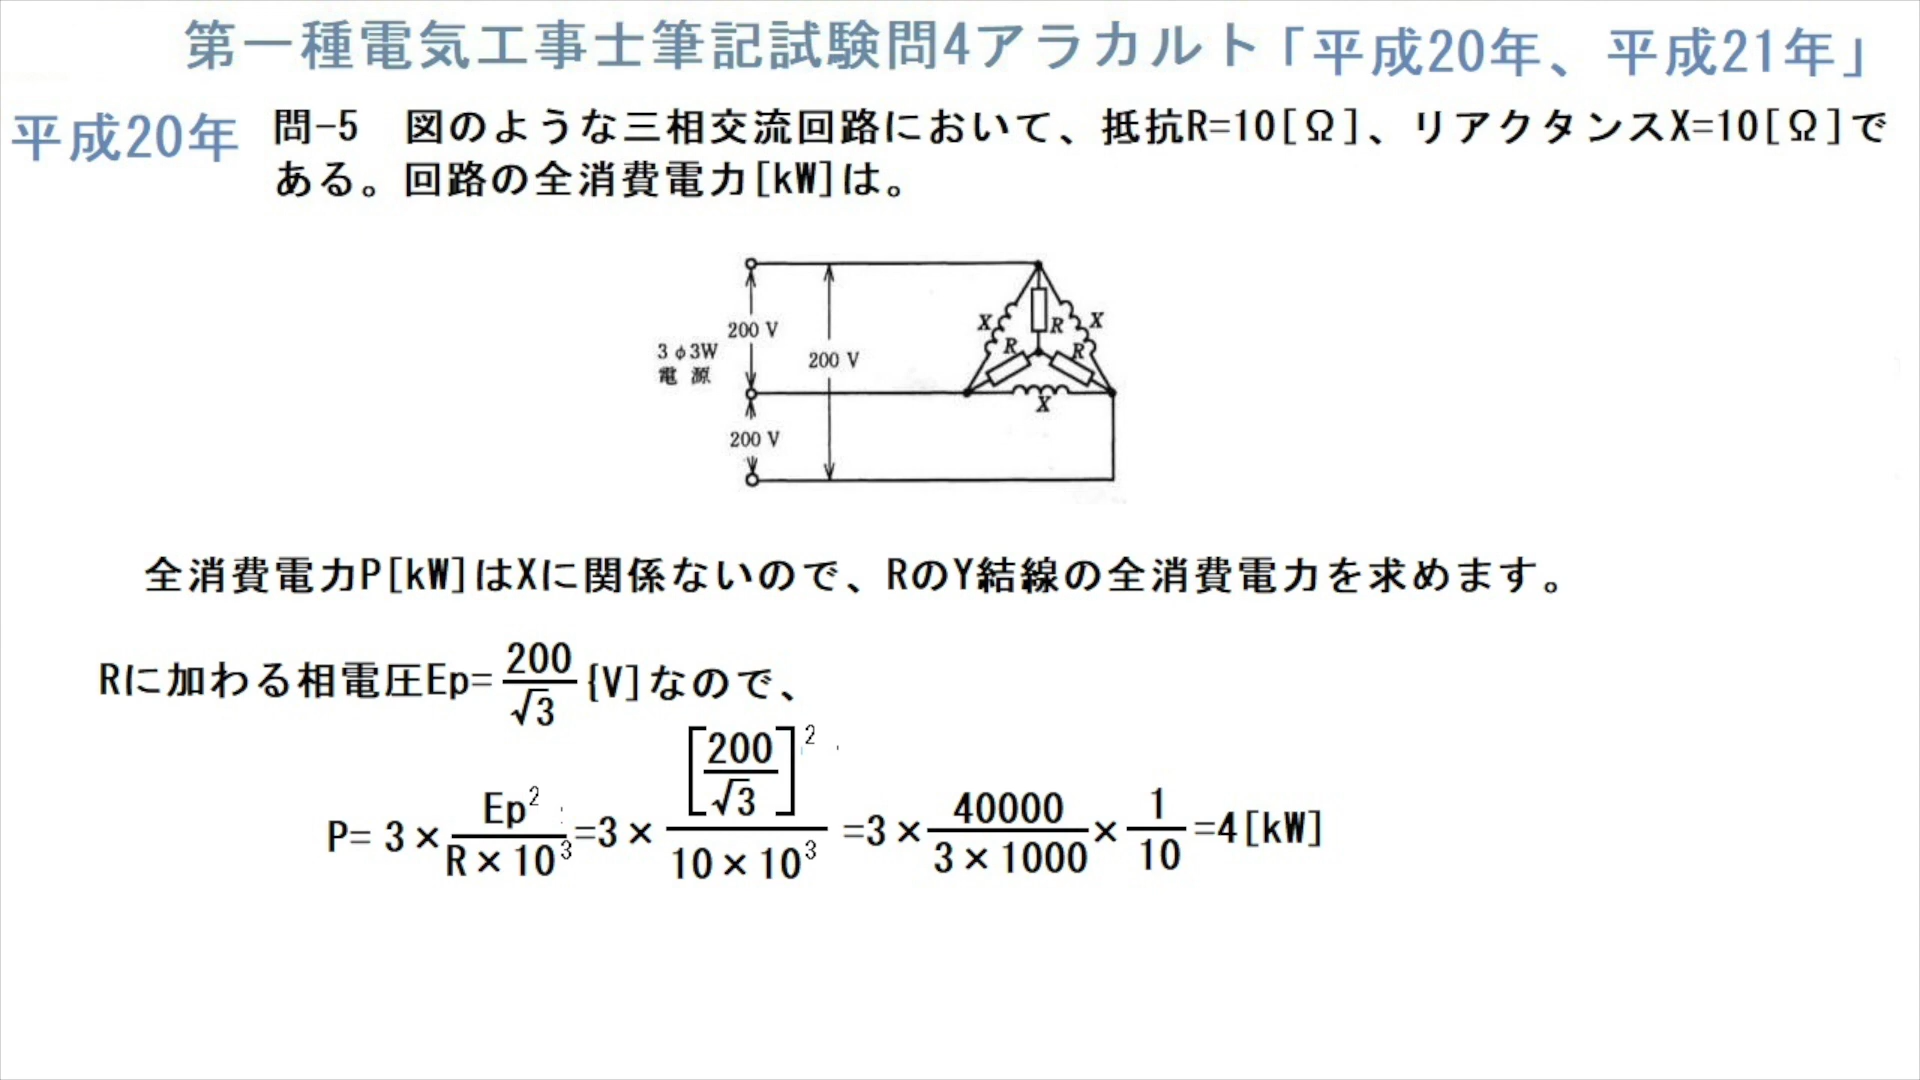 第一種電気工事士筆記試験問4アラカルト「平成20年、平成21年」
平成20年
問-5　図のような三相交流回路において、抵抗R=10[Ω]、リアクタンスX=10[Ω]で
ある。回路の全消費電力[kW]は。
200 V
3φ3W
電 源
200 V
200 V
X
R
X
R
R
X
全消費電力P[kW]はXに関係ないので、RのY結線の全消費電力を求めます。
Rに加わる相電圧Ep=200/√3{V]なので、
P= 3×Ep²/R×10³=3×[200/√3]²/10×10³=3×40000/3×1000×1/10=4[kW]